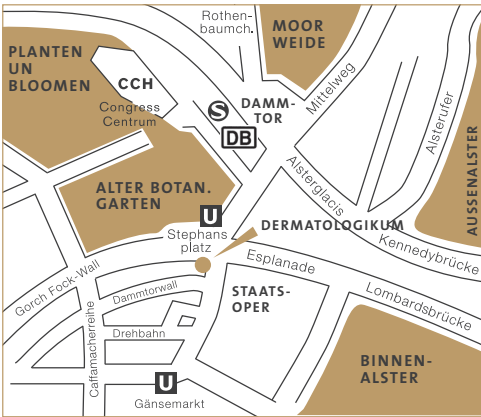 Rothen-
baumch.
MOOR
WEIDE
PLANTEN
UN
BLOOMEN
CCH
Congress
Centrum
S
DAMM-
TOR
DB
Mittelweg
Alsterufer
AUSSENALSTER
Alsterglacis
ALTER BOTAN.
GARTEN
U
Stephans
platz
DERMATOLOGIKUM
Kennedybrücke
Esplanade
Gorch Fock-Wall
Dammtorwall
STAATS-
OPER
Lombardsbrücke
Caffamacherreihe
Drehbahn
BINNEN-
ALSTER
U
Gänsemarkt